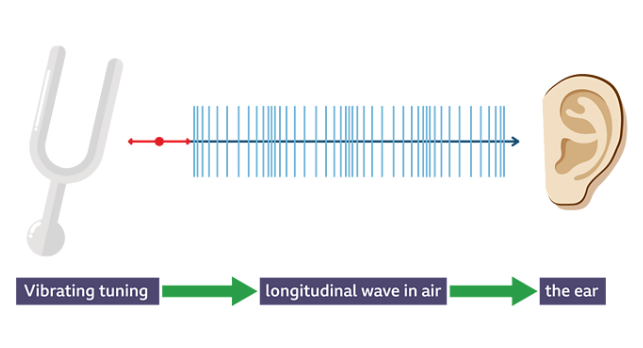 Vibrating tuning
longitudinal wave in air
the ear